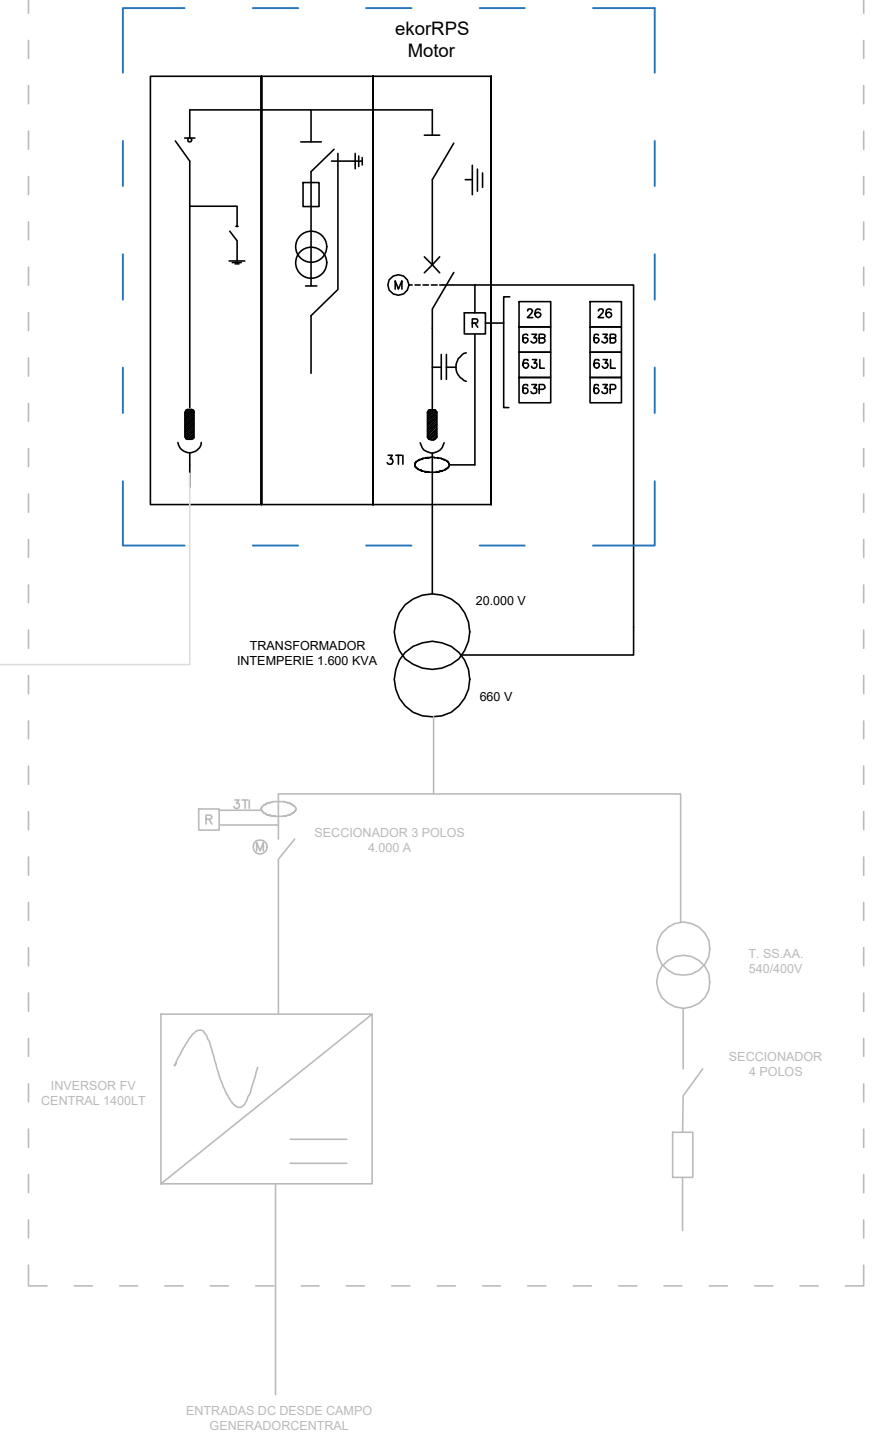 ekorRPS
Motor
M
R
26
63B
63L
63P
26
63B
63L
63P
3TI
20.000 V
TRANSFORMADOR
INTEMPERIE 1.600 KVA
660 V
3TI
R
M
SECCIONADOR 3 POLOS
4.000 A
T. SS.AA.
540/400V
SECCIONADOR
4 POLOS
INVERSOR FV
CENTRAL 1400LT
ENTRADAS DC DESDE CAMPO
GENERADORCENTRAL